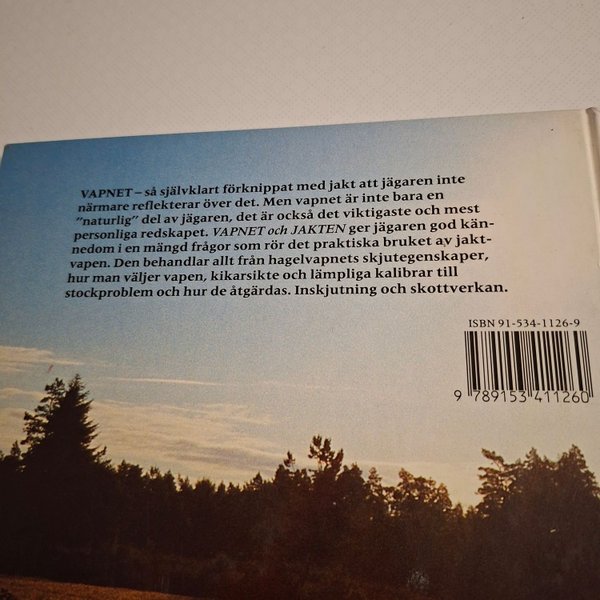 VAPNET – så självklart förknippat med jakt att jägaren inte
närmare reflekterar över det. Men vapnet är inte bara en
"naturlig" del av jägaren, det är också det viktigaste och mest
personliga redskapet. VAPNET och JAKTEN ger jägaren god kän-
nedom i en mängd frågor som rör det praktiska bruket av jakt-
vapen. Den behandlar allt från hagelvapnets skjutegenskaper,
hur man väljer vapen, kikarsikte och lämpliga kalibrar till
stockproblem och hur de åtgärdas. Inskjutning och skottverkan.
ISBN 91-534-1126-9
9 789153 411260